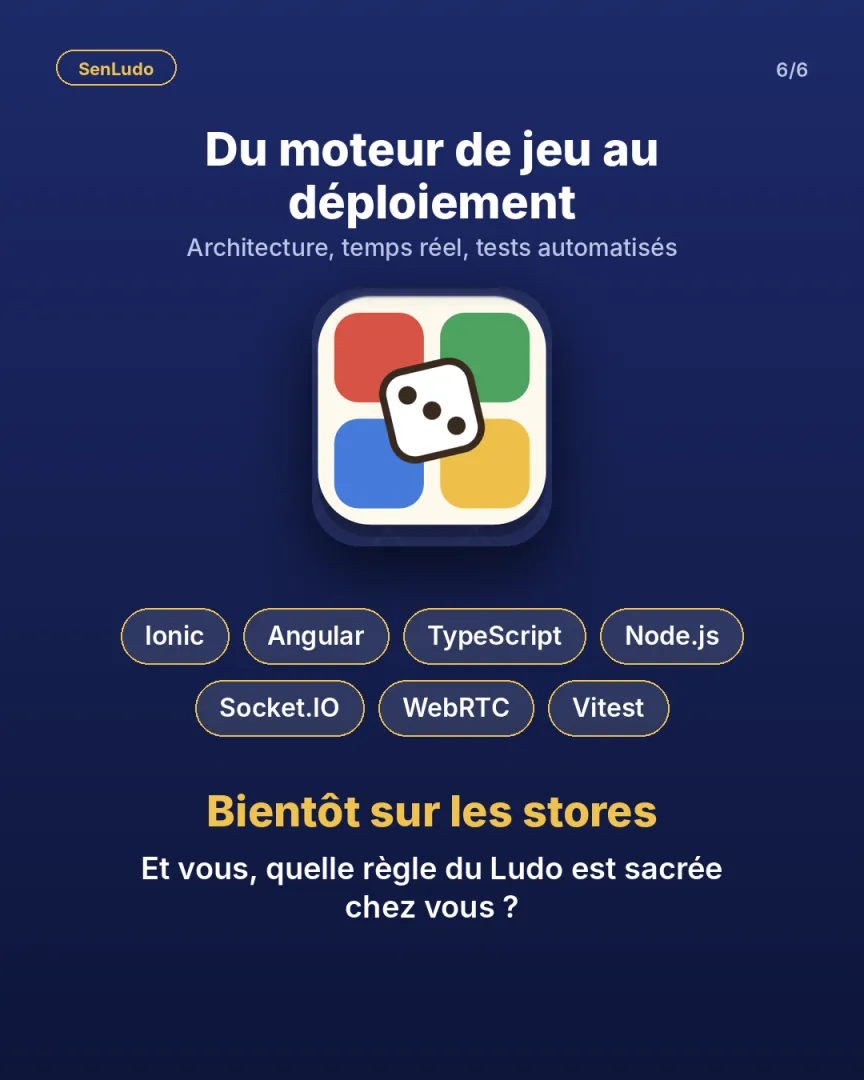 SenLudo
6/6
Du moteur de jeu au
déploiement
Architecture, temps réel, tests automatisés
Ionic
Angular
TypeScript
Node.js
Socket.IO
WebRTC
Vitest
Bientôt sur les stores
Et vous, quelle règle du Ludo est sacrée
chez vous ?